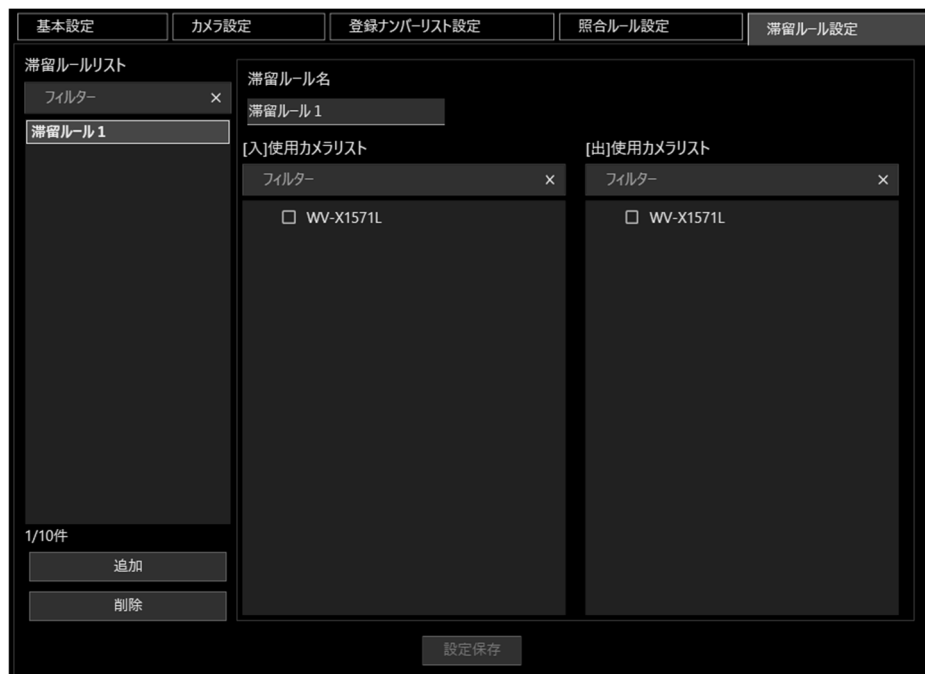 基本設定
カメラ設定
登録ナンバーリスト設定
照合ルール設定
滞留ルール設定
滞留ルールリスト
フィルター ×
滞留ルール 1
1/10件
追加
削除
滞留ルール名
滞留ルール 1
[入]使用カメラリスト
フィルター ×
WV-X1571L
[出]使用カメラリスト
フィルター ×
WV-X1571L
設定保存